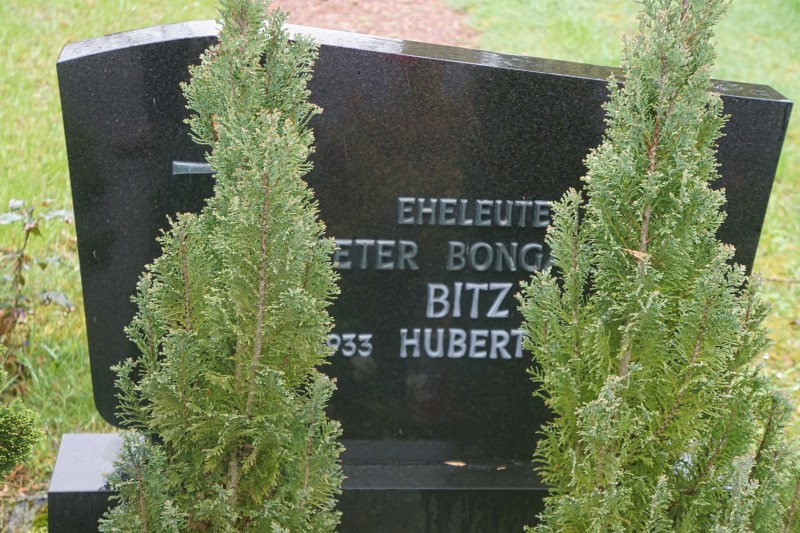 EHELEUTE
ETER BONGA
BITZ
933 HUBERT